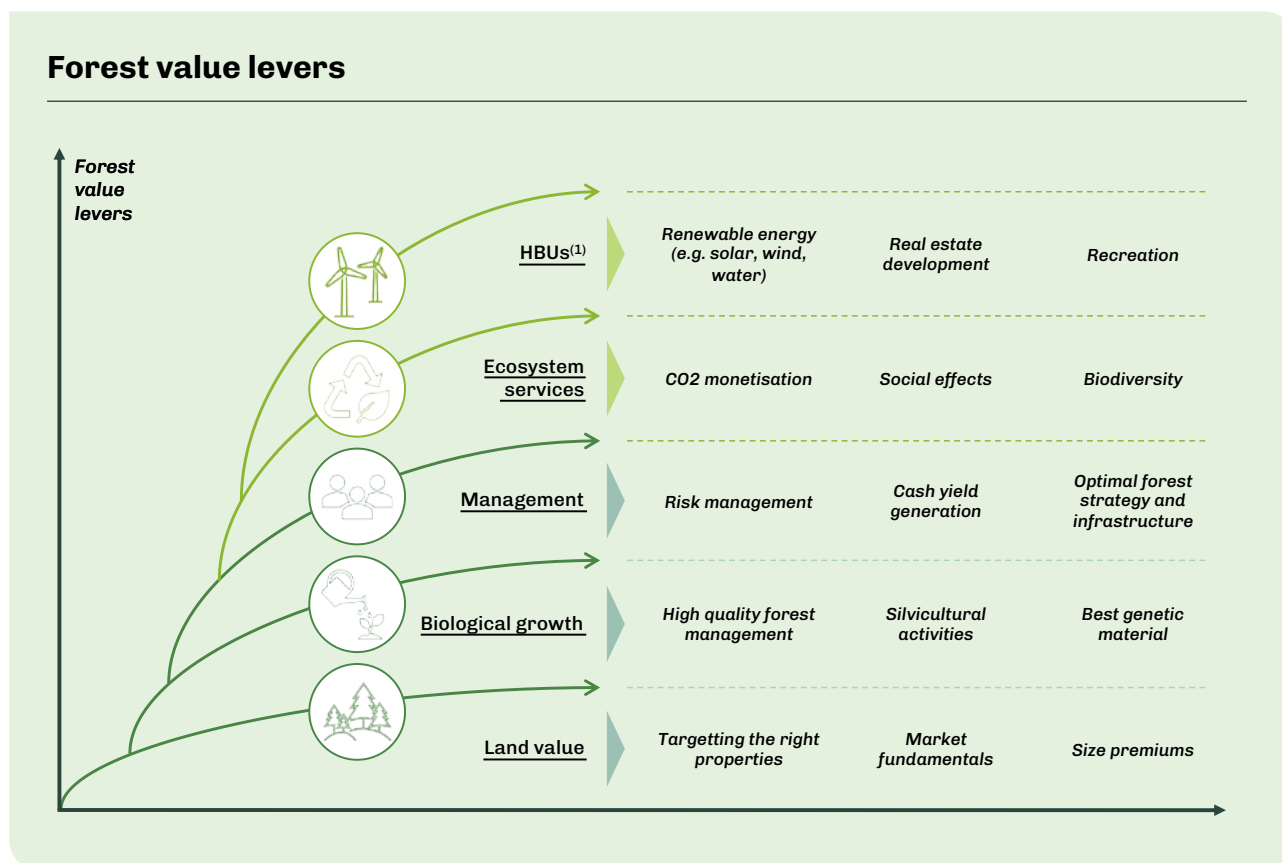 Forest value levers
Forest
value
levers
HBUs(1)
Renewable energy
(e.g. solar, wind,
water)
Real estate
development
Recreation
Ecosystem
services
CO2 monetisation
Social effects
Biodiversity
Management
Risk management
Cash yield
generation
Optimal forest
strategy and
infrastructure
Biological growth
High quality forest
management
Silvicultural
activities
Best genetic
material
Land value
Targetting the right
properties
Market
fundamentals
Size premiums